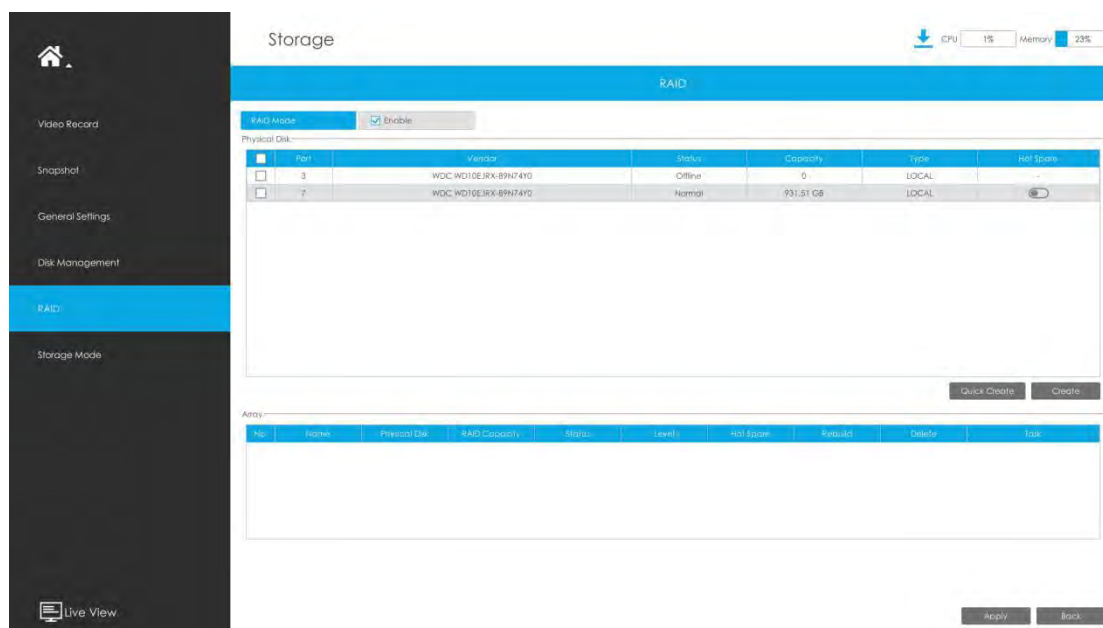 Storage
CPU 1% Memory 23%
RAID
Video Record
Snapshot
General Settings
Disk Management
RAID
Storage Mode
Live View
RAID Mode Enable
Physical Disk
Port Vendor Status Capacity Type Hot Spare
3 WDC WD10EJRX-89N74Y0 Offline 0 LOCAL -
7 WDC WD10EJRX-89N74Y0 Normal 931.51 GB LOCAL
Quick Create Create
Array
No. Name Physical Disk RAID Capacity Status Level Hot Spare Rebuild Delete Task
Apply Back